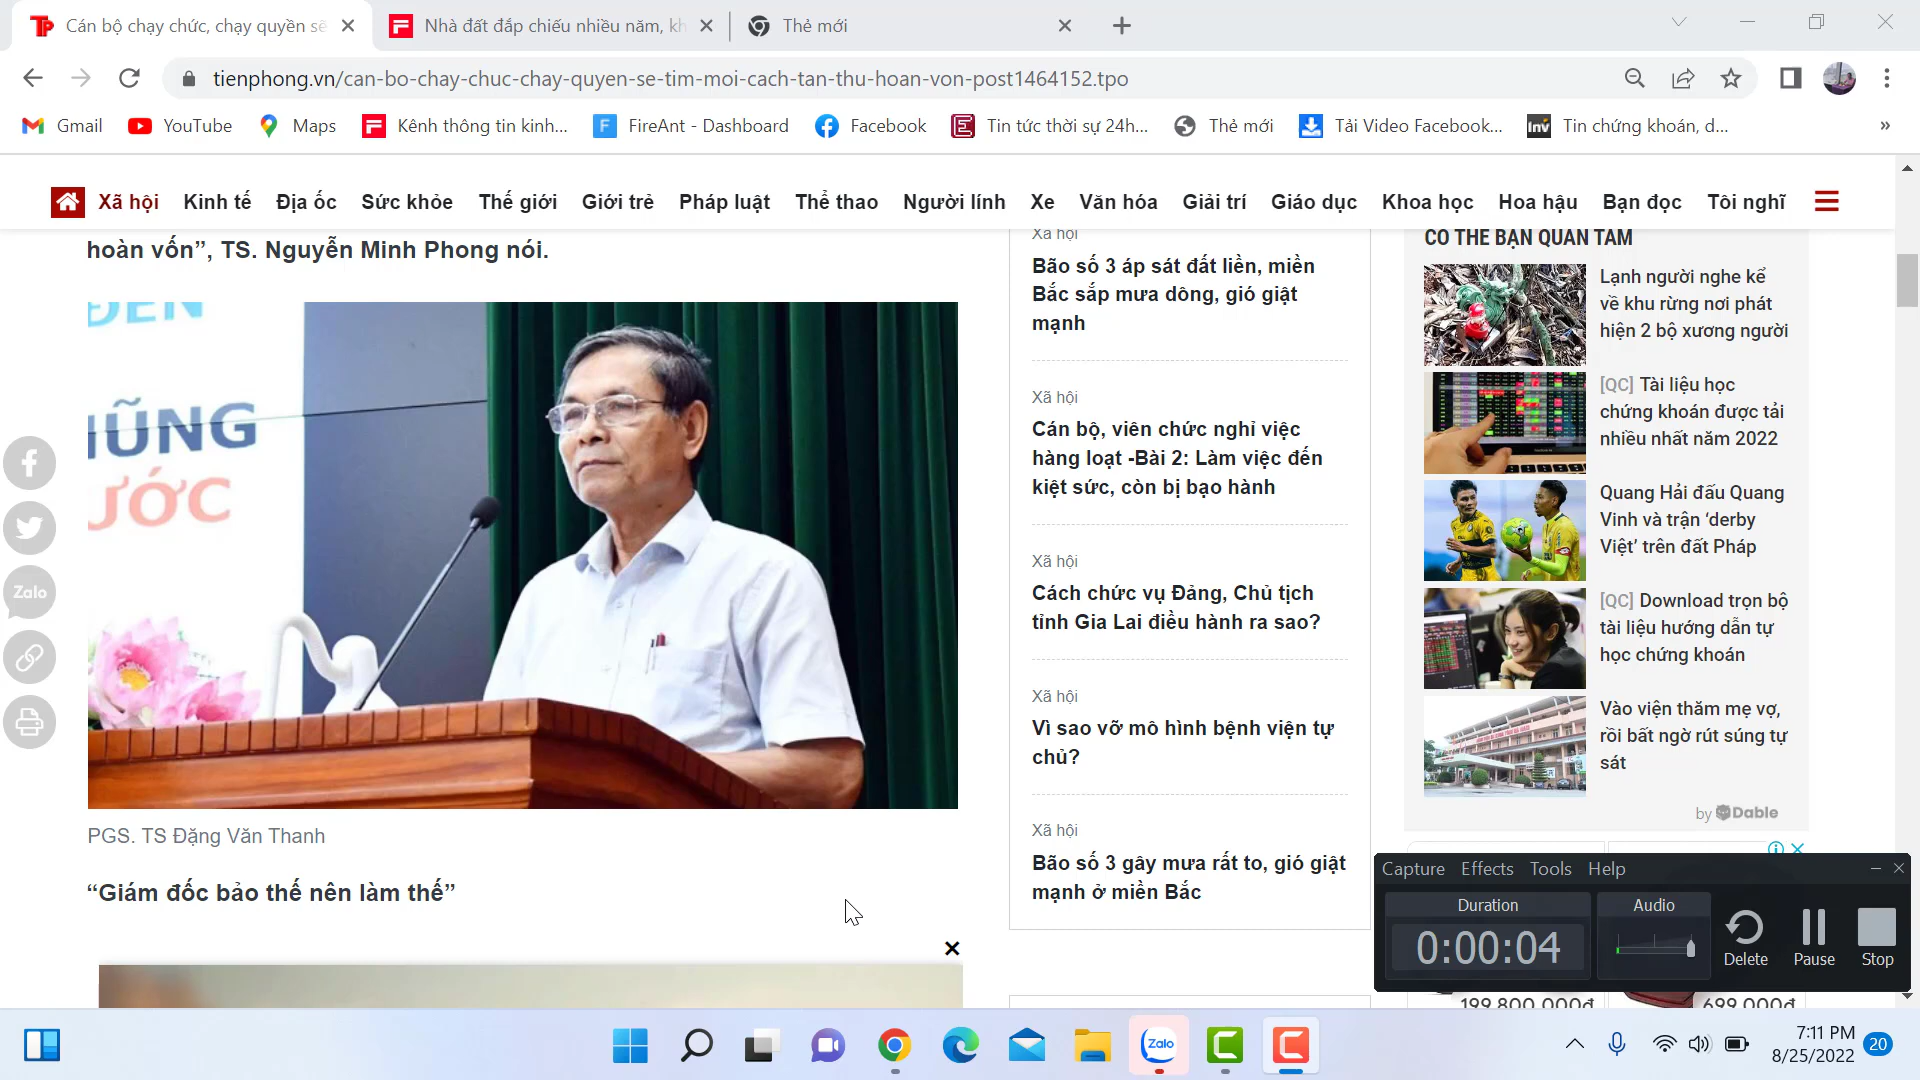 Cán bộ chạy chức, chạy quyền sẽ
Nhà đất đắp chiếu nhiều năm, kh
Thẻ mới
tienphong.vn/can-bo-chay-chuc-chay-quyen-se-tim-moi-cach-tan-thu-hoan-von-post1464152.tpo
Gmail
YouTube
Maps
Kênh thông tin kinh...
FireAnt - Dashboard
Facebook
Tin tức thời sự 24h...
Thẻ mới
Tải Video Facebook...
Inv
Tin chứng khoán, d...
»
Xã hội
Kinh tế
Địa ốc
Sức khỏe
Thế giới
Giới trẻ
Pháp luật
Thể thao
Người lính
Xe
Văn hóa
Giải trí
Giáo dục
Khoa học
Hoa hậu
Bạn đọc
Tôi nghĩ
hoàn vốn”, TS. Nguyễn Minh Phong nói.
ĐẾN
HŨNG
ƯỚC
Zalo
PGS. TS Đặng Văn Thanh
“Giám đốc bảo thế nên làm thế”
Xã hội
Bão số 3 áp sát đất liền, miền
Bắc sắp mưa dông, gió giật
mạnh
Xã hội
Cán bộ, viên chức nghỉ việc
hàng loạt -Bài 2: Làm việc đến
kiệt sức, còn bị bạo hành
Xã hội
Cách chức vụ Đảng, Chủ tịch
tỉnh Gia Lai điều hành ra sao?
Xã hội
Vì sao vỡ mô hình bệnh viện tự
chủ?
Xã hội
Bão số 3 gây mưa rất to, gió giật
mạnh ở miền Bắc
CÓ THỂ BẠN QUAN TÂM
Lạnh người nghe kể
về khu rừng nơi phát
hiện 2 bộ xương người
[QC] Tài liệu học
chứng khoán được tải
nhiều nhất năm 2022
Quang Hải đấu Quang
Vinh và trận ‘derby
Việt’ trên đất Pháp
[QC] Download trọn bộ
tài liệu hướng dẫn tự
học chứng khoán
Vào viện thăm mẹ vợ,
rồi bất ngờ rút súng tự
sát
by Dable
Capture
Effects
Tools
Help
Duration
0:00:04
Audio
Delete
Pause
Stop
199.800.000₫
699.000₫
Zalo
7:11 PM
8/25/2022
20